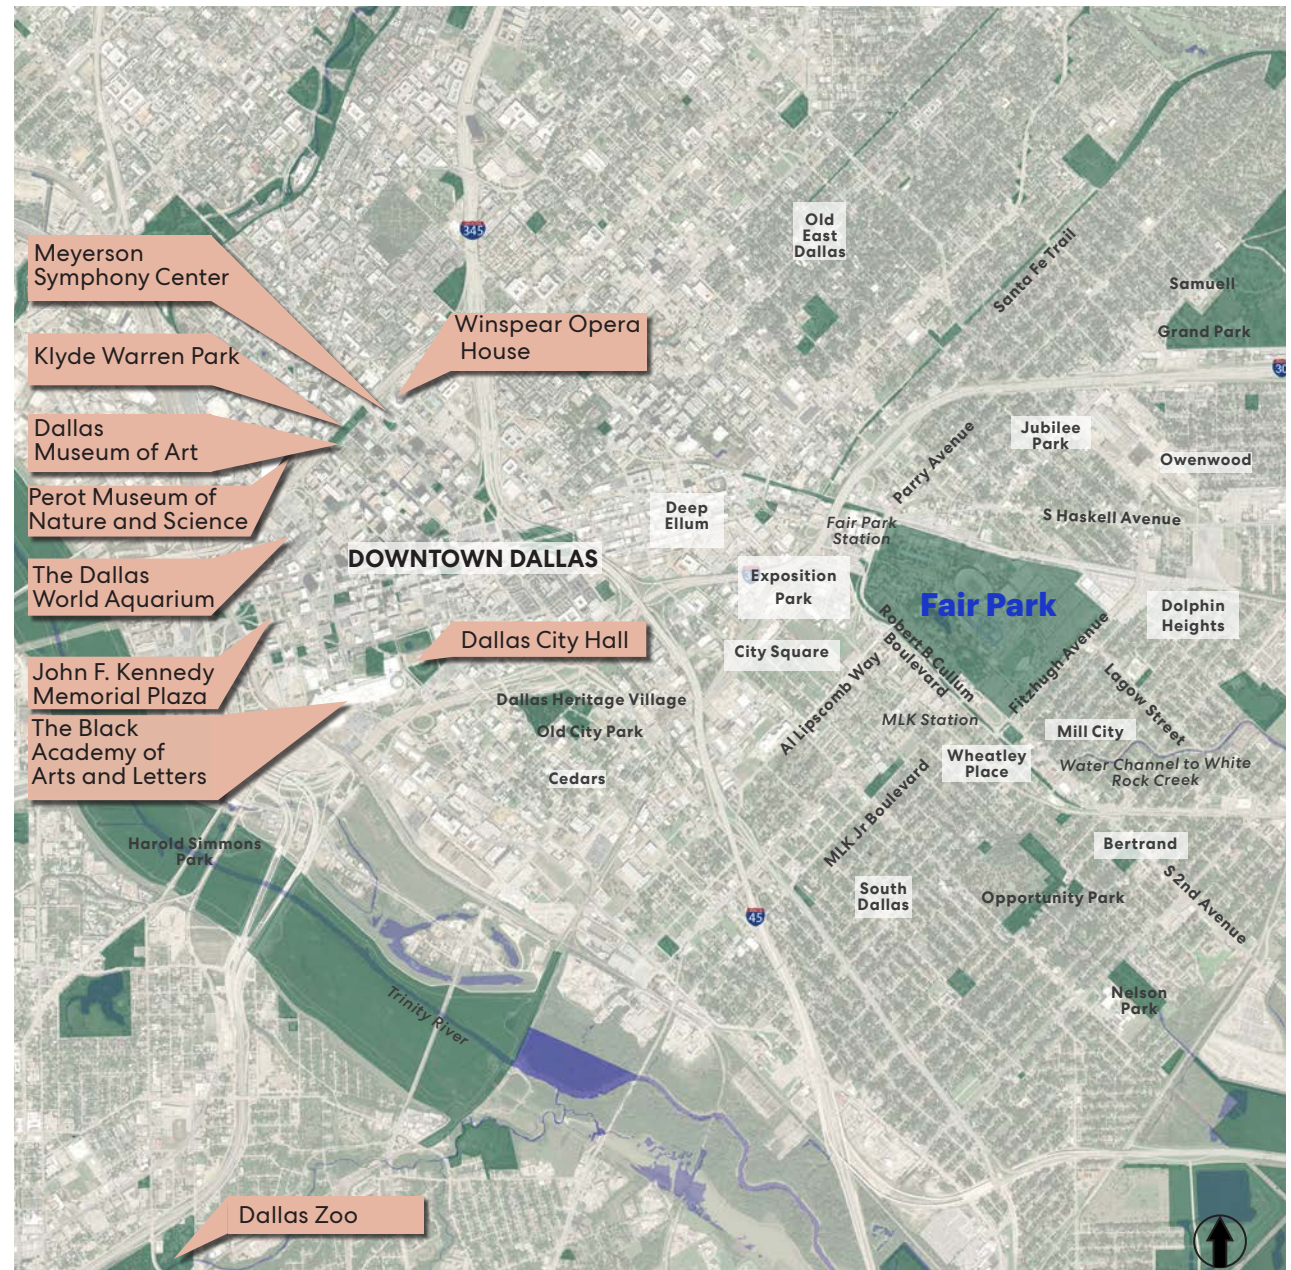 345
Old
East
Dallas
Santa Fe Trail
Samuell
Grand Park
30
Meyerson
Symphony Center
Winspear Opera
House
Klyde Warren Park
Dallas
Museum of Art
Perot Museum of
Nature and Science
Parry Avenue
Jubilee
Park
Owenwood
Deep
Ellum
S Haskell Avenue
Fair Park
Station
DOWNTOWN DALLAS
The Dallas
World Aquarium
Exposition
Park
Fair Park
Dolphin
Heights
Dallas City Hall
City Square
Robert B Cullum
Boulevard
Al Lipscomb Way
Fitzhugh Avenue
Lagow Street
John F. Kennedy
Memorial Plaza
Dallas Heritage Village
Old City Park
MLK Station
Mill City
The Black
Academy of
Arts and Letters
Cedars
Wheatley
Place
Water Channel to White
Rock Creek
MLK Jr Boulevard
Harold Simmons
Park
Bertrand
South
Dallas
Opportunity Park
S 2nd Avenue
45
Trinity River
Nelson
Park
Dallas Zoo